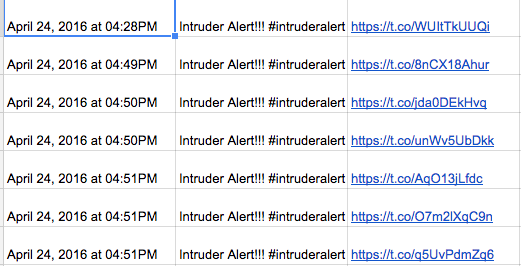 April 24, 2016 at 04:28PM Intruder Alert!!! #intruderalert https://t.co/WUItTkUUQi
April 24, 2016 at 04:49PM Intruder Alert!!! #intruderalert https://t.co/8nCX18Ahur
April 24, 2016 at 04:50PM Intruder Alert!!! #intruderalert https://t.co/jda0DEkHvq
April 24, 2016 at 04:50PM Intruder Alert!!! #intruderalert https://t.co/unWv5UbDkk
April 24, 2016 at 04:51PM Intruder Alert!!! #intruderalert https://t.co/AqO13jLfdc
April 24, 2016 at 04:51PM Intruder Alert!!! #intruderalert https://t.co/O7m2lXqC9n
April 24, 2016 at 04:51PM Intruder Alert!!! #intruderalert https://t.co/q5UvPdmZq6